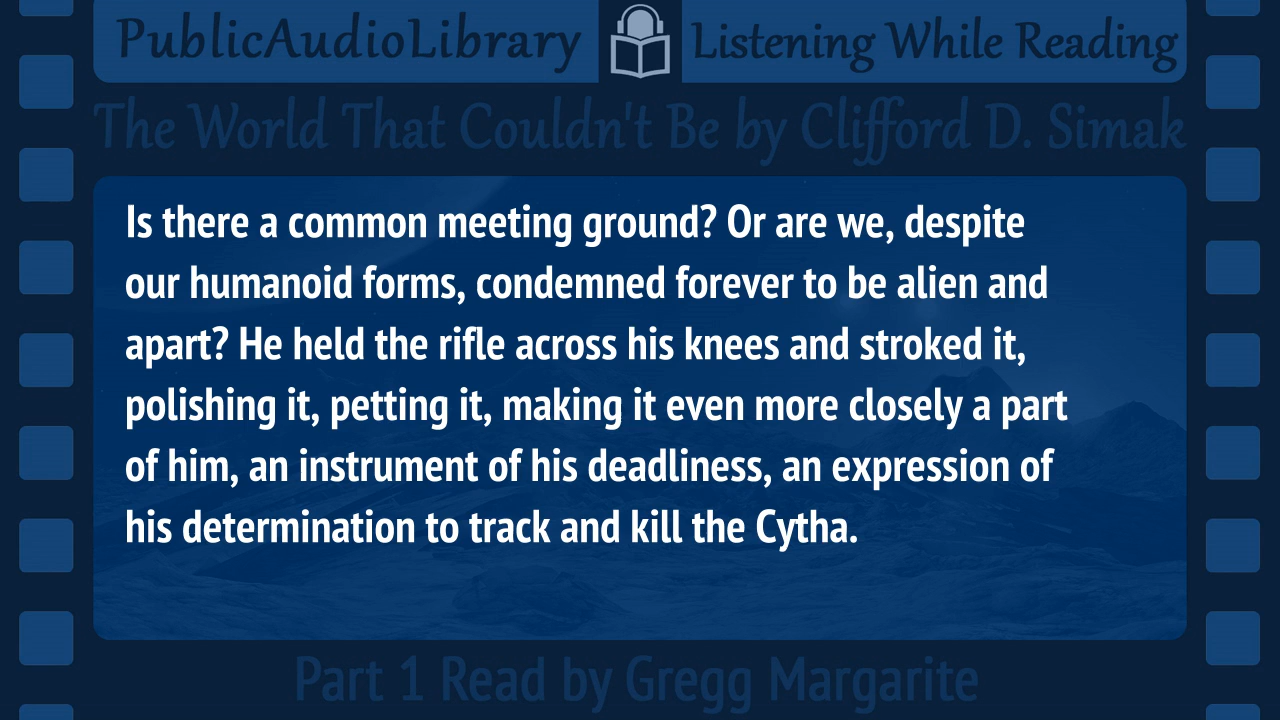 PublicAudioLibrary Listening While Reading
The World That Couldn't Be by Clifford D. Simak
Is there a common meeting ground? Or are we, despite
our humanoid forms, condemned forever to be alien and
apart? He held the rifle across his knees and stroked it,
polishing it, petting it, making it even more closely a part
of him, an instrument of his deadliness, an expression of
his determination to track and kill the Cytha.
Part 1 Read by Gregg Margarite